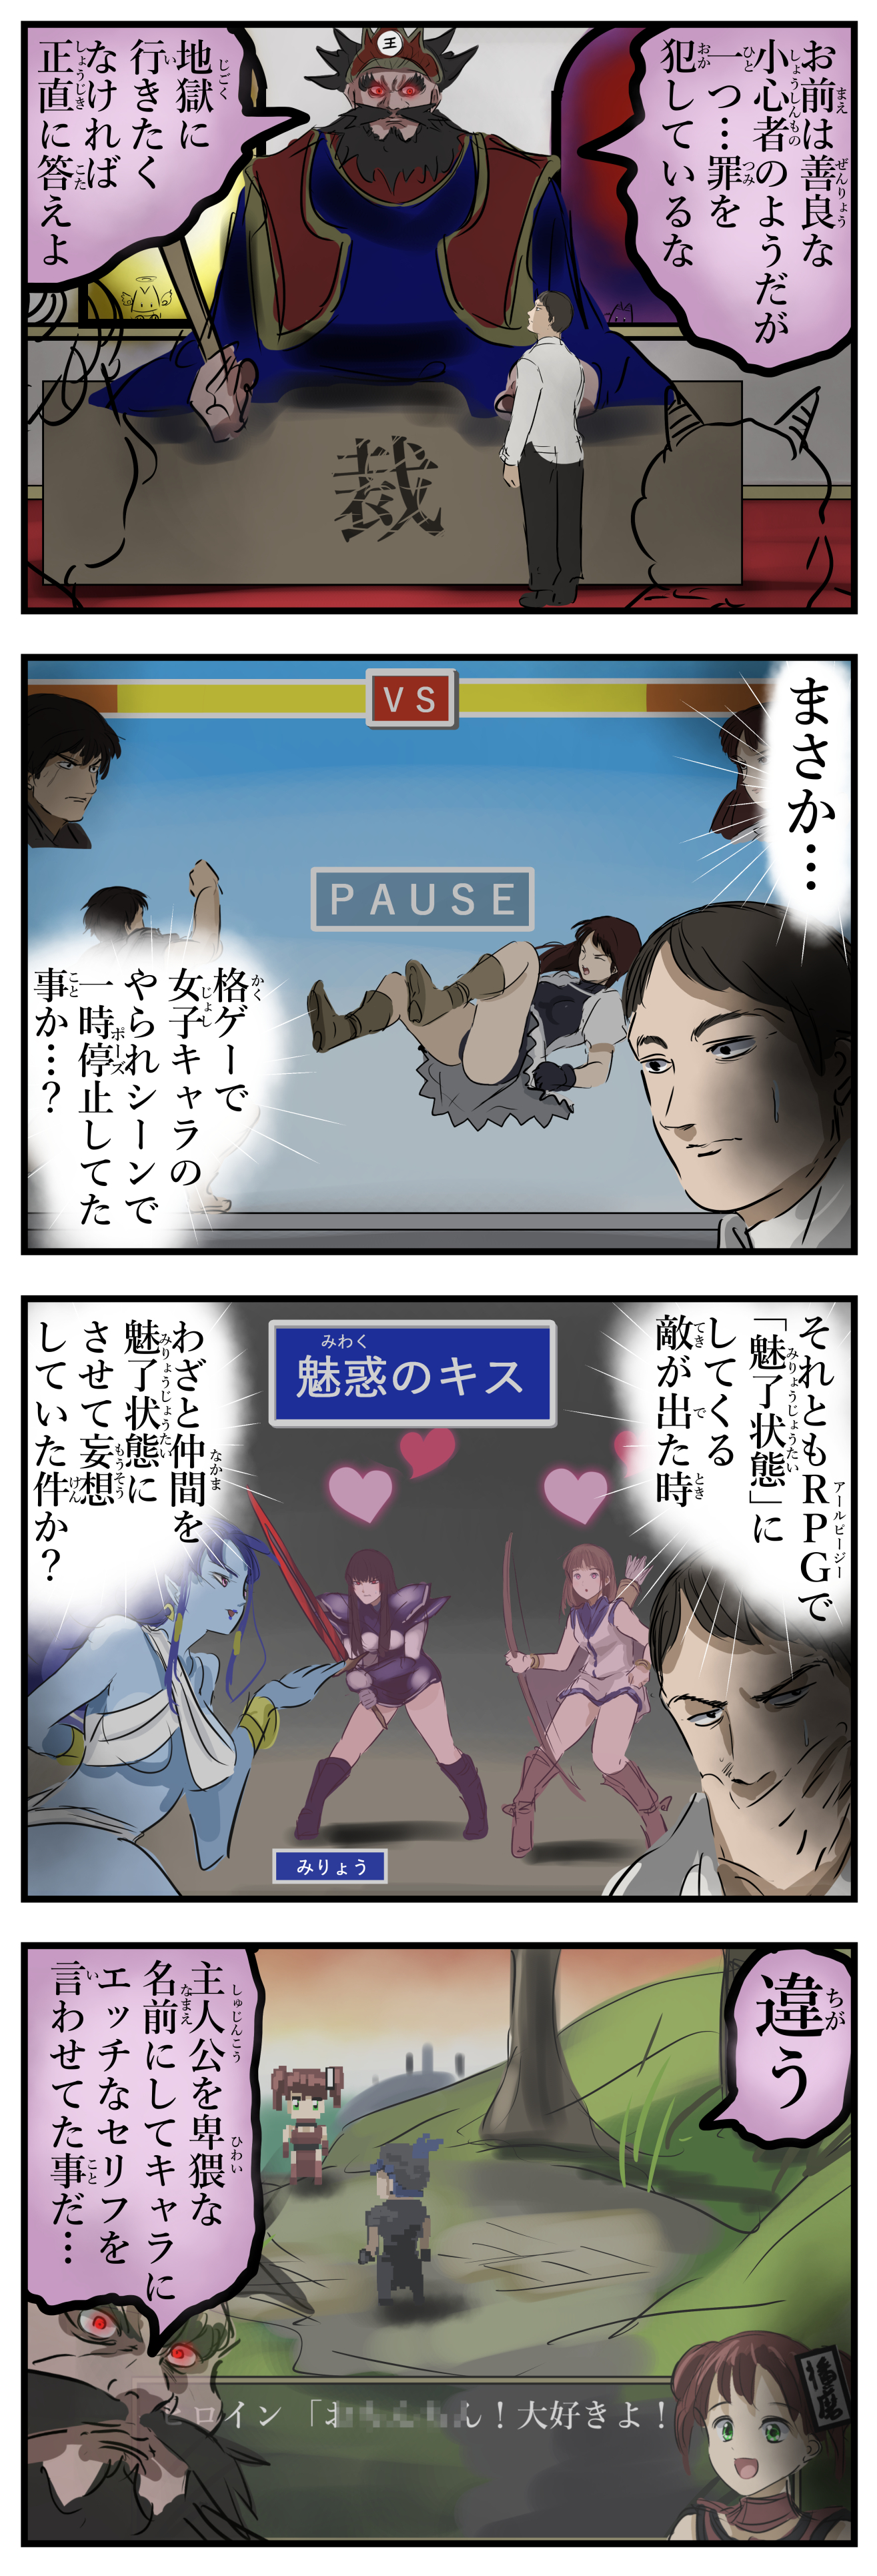 お前は善良な
小心者のようだが
一つ…罪を
犯しているな
地獄に
行きたく
なければ
正直に答えよ
王
裁
まさか…
VS
PAUSE
格ゲーで
女子キャラの
やられシーンで
一時停止してた
事か…？
それともRPGで
「魅了状態」に
してくる
敵が出た時
魅惑のキス
わざと仲間を
魅了状態に
させて妄想
していた件か？
みりょう
違う
主人公を卑猥な
名前にしてキャラに
エッチなセリフを
言わせてた事だ…
ヒロイン「お ん！大好きよ！
播磨